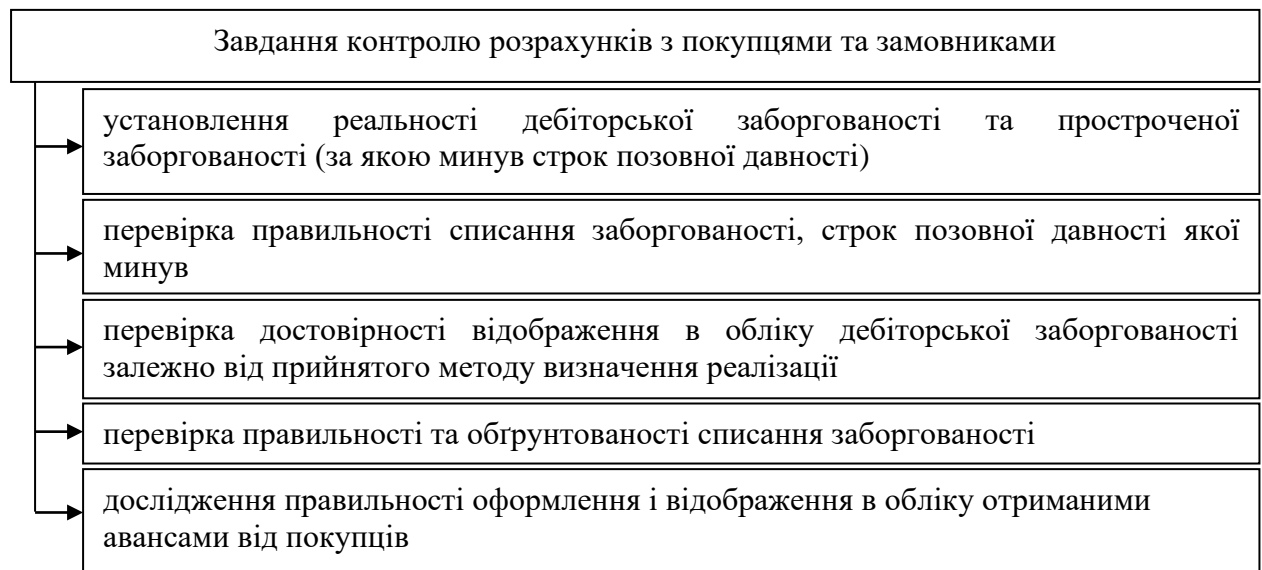 Завдання контролю розрахунків з покупцями та замовниками
установлення реальності дебіторської заборгованості та простроченої
заборгованості (за якою минув строк позовної давності)
перевірка правильності списання заборгованості, строк позовної давності якої
минув
перевірка достовірності відображення в обліку дебіторської заборгованості
залежно від прийнятого методу визначення реалізації
перевірка правильності та обґрунтованості списання заборгованості
дослідження правильності оформлення і відображення в обліку отриманими
авансами від покупців